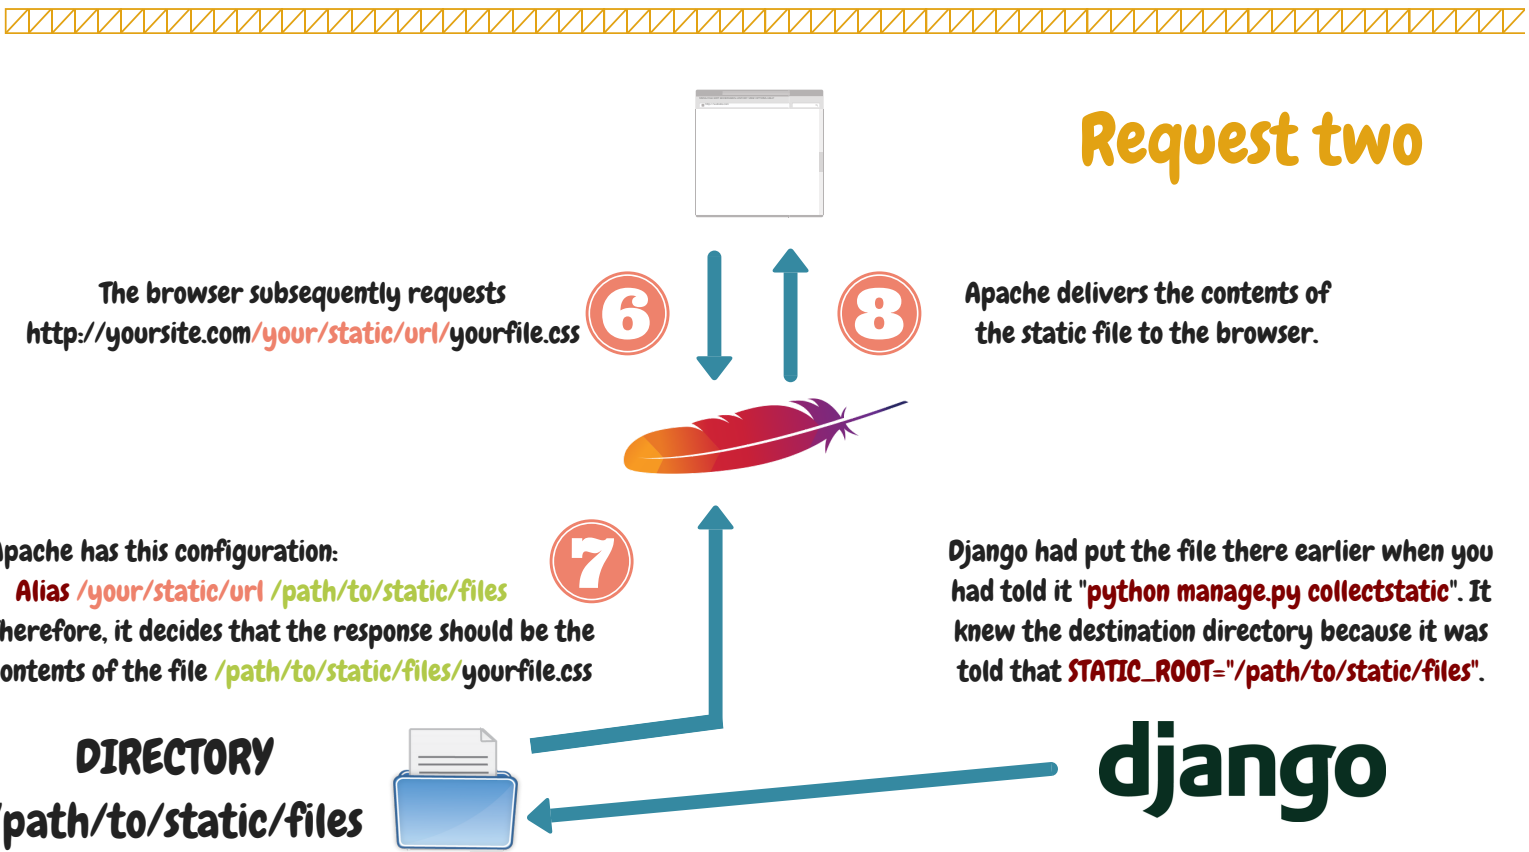 Request two
The browser subsequently requests
http://yoursite.com/your/static/url/yourfile.css
6
8
Apache delivers the contents of
the static file to the browser.
pache has this configuration:
Alias /your/static/url /path/to/static/files
herefore, it decides that the response should be the
ontents of the file /path/to/static/files/yourfile.css
7
Django had put the file there earlier when you
had told it "python manage.py collectstatic". It
knew the destination directory because it was
told that STATIC_ROOT="/path/to/static/files".
DIRECTORY
/path/to/static/files
django